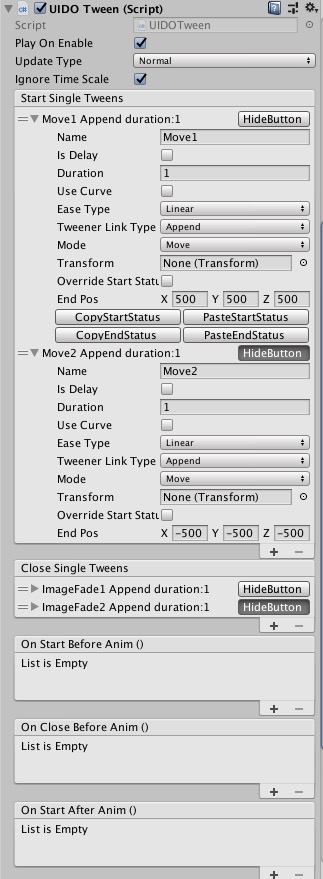 UIDO Tween (Script)
Script UIDOTween
Play On Enable
Update Type Normal
Ignore Time Scale
Start Single Tweens
Move1 Append duration:1 HideButton
Name Move1
Is Delay
Duration 1
Use Curve
Ease Type Linear
Tweener Link Type Append
Mode Move
Transform None (Transform)
Override Start Statu
End Pos X 500 Y 500 Z 500
CopyStartStatus PasteStartStatus
CopyEndStatus PasteEndStatus
Move2 Append duration:1 HideButton
Name Move2
Is Delay
Duration 1
Use Curve
Ease Type Linear
Tweener Link Type Append
Mode Move
Transform None (Transform)
Override Start Statu
End Pos X -500 Y -500 Z -500
+ −
Close Single Tweens
ImageFade1 Append duration:1 HideButton
ImageFade2 Append duration:1 HideButton
+ −
On Start Before Anim ()
List is Empty
+ −
On Close Before Anim ()
List is Empty
+ −
On Start After Anim ()
List is Empty
+ −